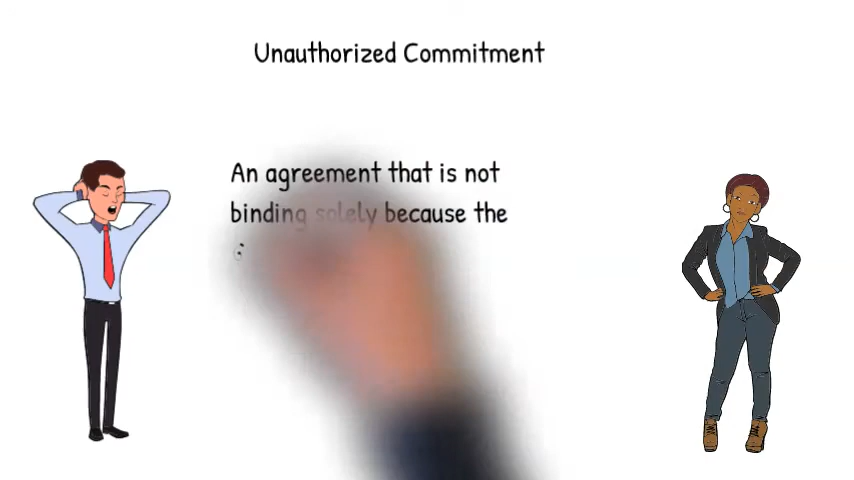 Unauthorized Commitment
An agreement that is not
binding solely because the